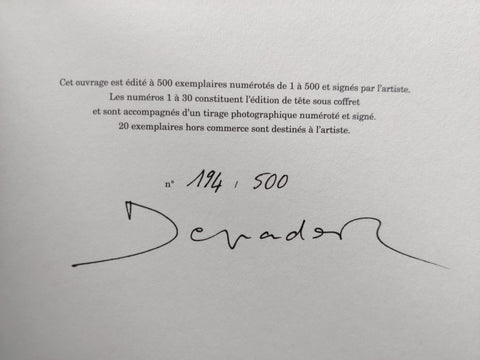 Cet ouvrage est édité à 500 exemplaires numérotés de 1 à 500 et signés par l'artiste.
Les numéros 1 à 30 constituent l'édition de tête sous coffret
et sont accompagnés d'un tirage photographique numéroté et signé.
20 exemplaires hors commerce sont destinés à l'artiste.
n° 194 / 500